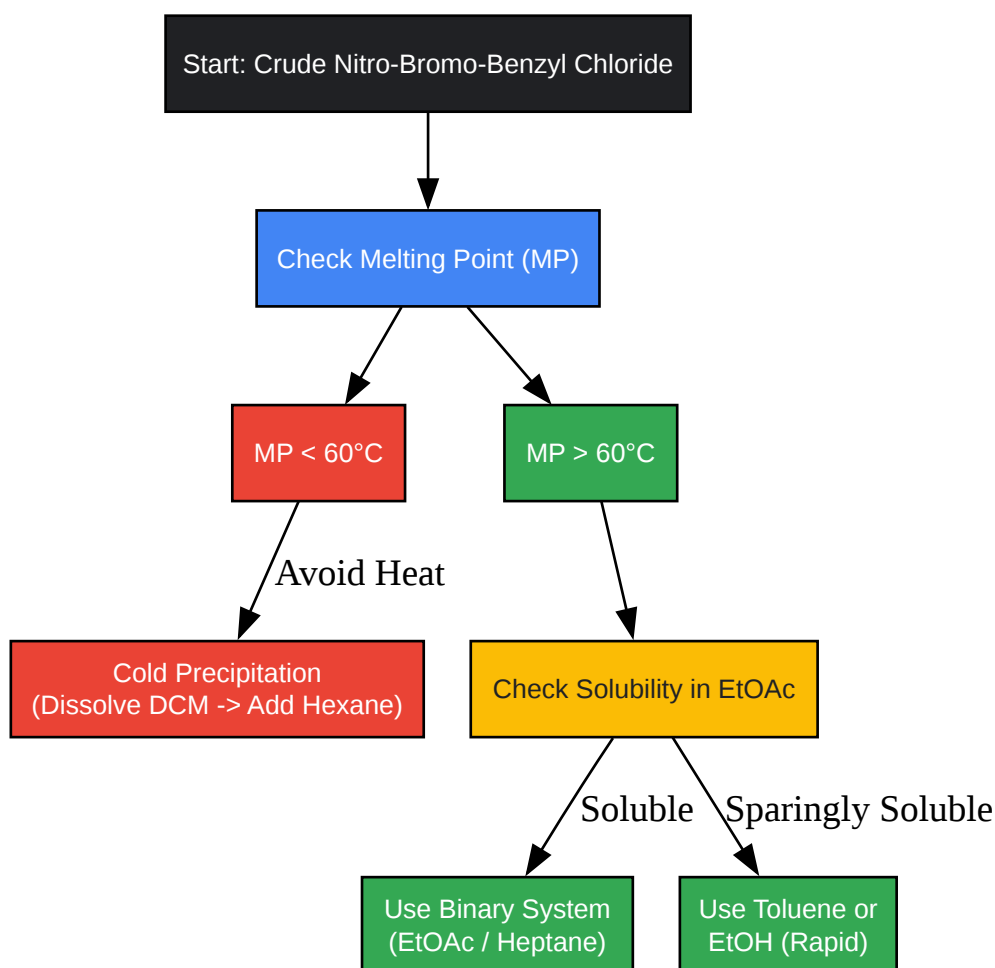 Start: Crude Nitro-Bromo-Benzyl Chloride
Check Melting Point (MP)
MP < 60°C
MP > 60°C
Avoid Heat
Cold Precipitation
(Dissolve DCM -> Add Hexane)
Check Solubility in EtOAc
Soluble
Sparingly Soluble
Use Binary System
(EtOAc / Heptane)
Use Toluene or
EtOH (Rapid)